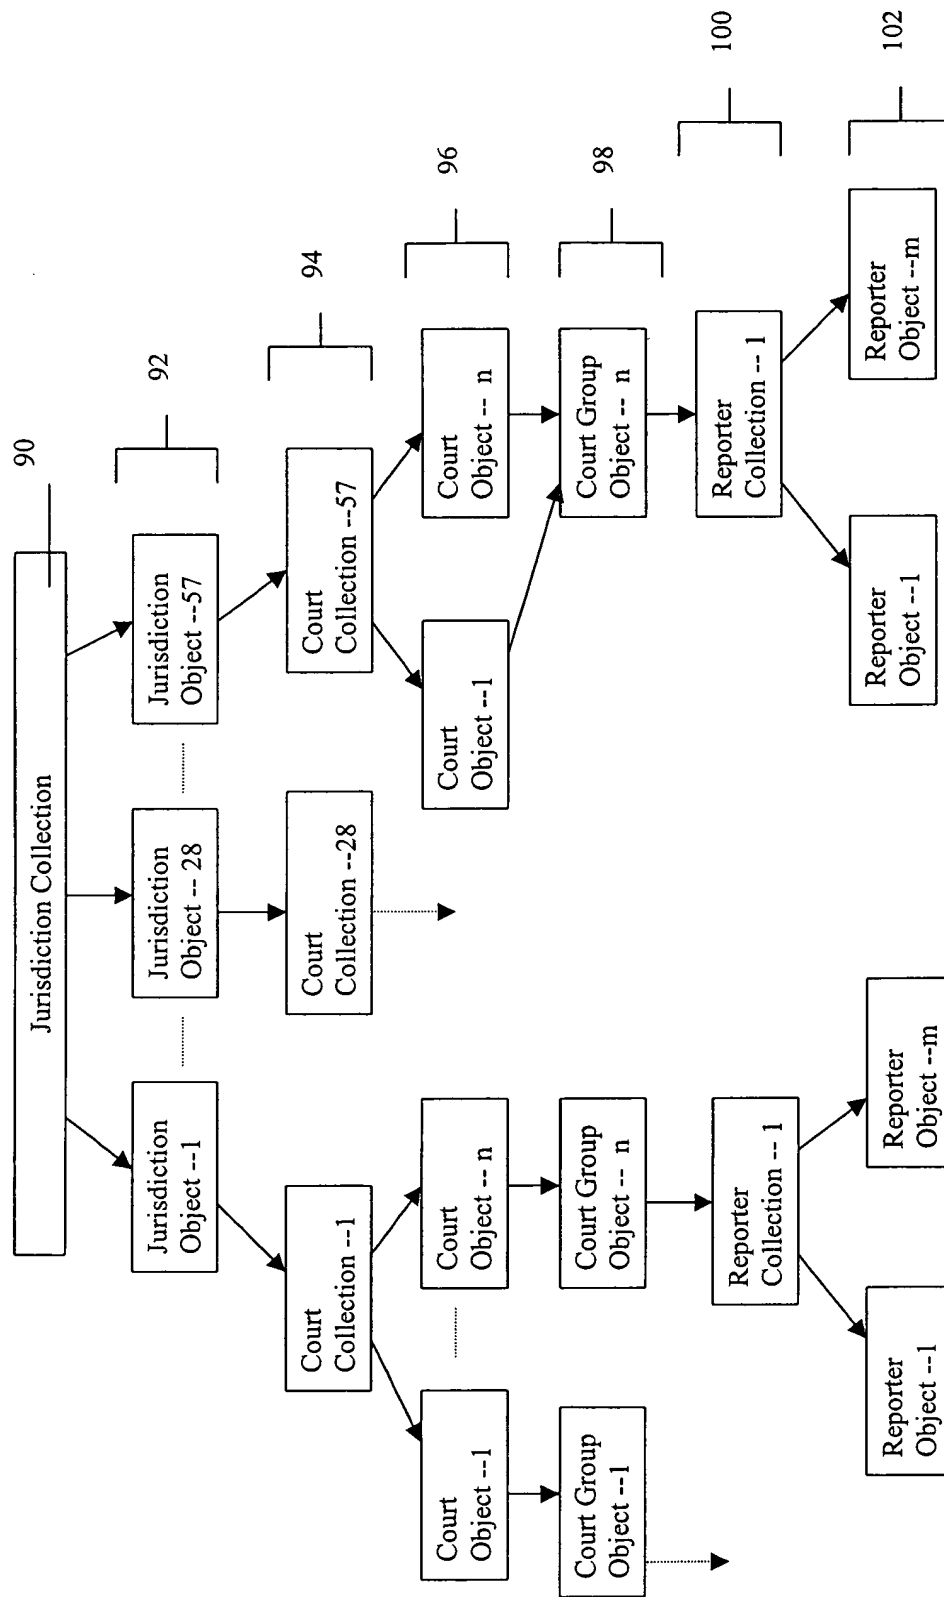 90
Jurisdiction Collection
92
Jurisdiction
Object --1
Jurisdiction
Object -- 28
Jurisdiction
Object --57
94
Court
Collection --1
Court
Collection --28
Court
Collection --57
96
Court
Object --1
Court
Object -- n
Court
Object --1
Court
Object -- n
98
Court Group
Object --1
Court Group
Object -- n
Court Group
Object -- n
100
Reporter
Collection -- 1
Reporter
Collection -- 1
102
Reporter
Object --1
Reporter
Object --m
Reporter
Object --1
Reporter
Object --m